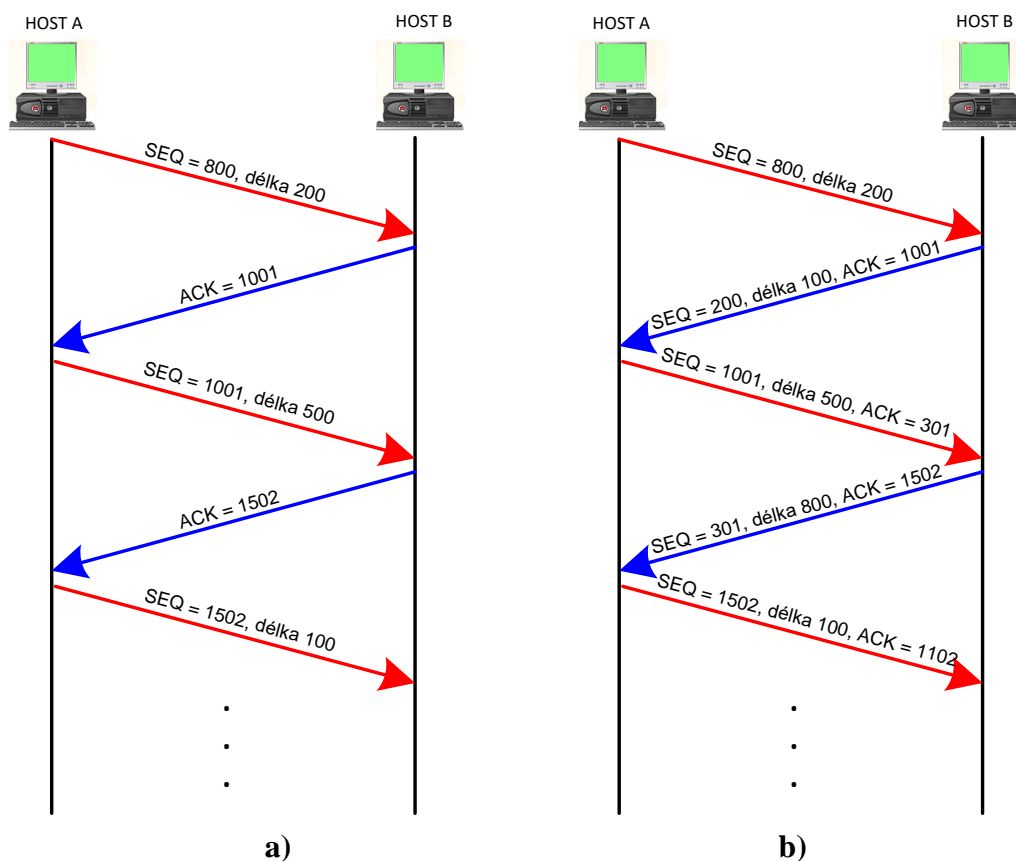 HOST A
HOST B
SEQ = 800, délka 200
ACK = 1001
SEQ = 1001, délka 500
ACK = 1502
SEQ = 1502, délka 100
a)
HOST A
HOST B
SEQ = 800, délka 200
SEQ = 200, délka 100, ACK = 1001
SEQ = 1001, délka 500, ACK = 301
SEQ = 301, délka 800, ACK = 1502
SEQ = 1502, délka 100, ACK = 1102
b)